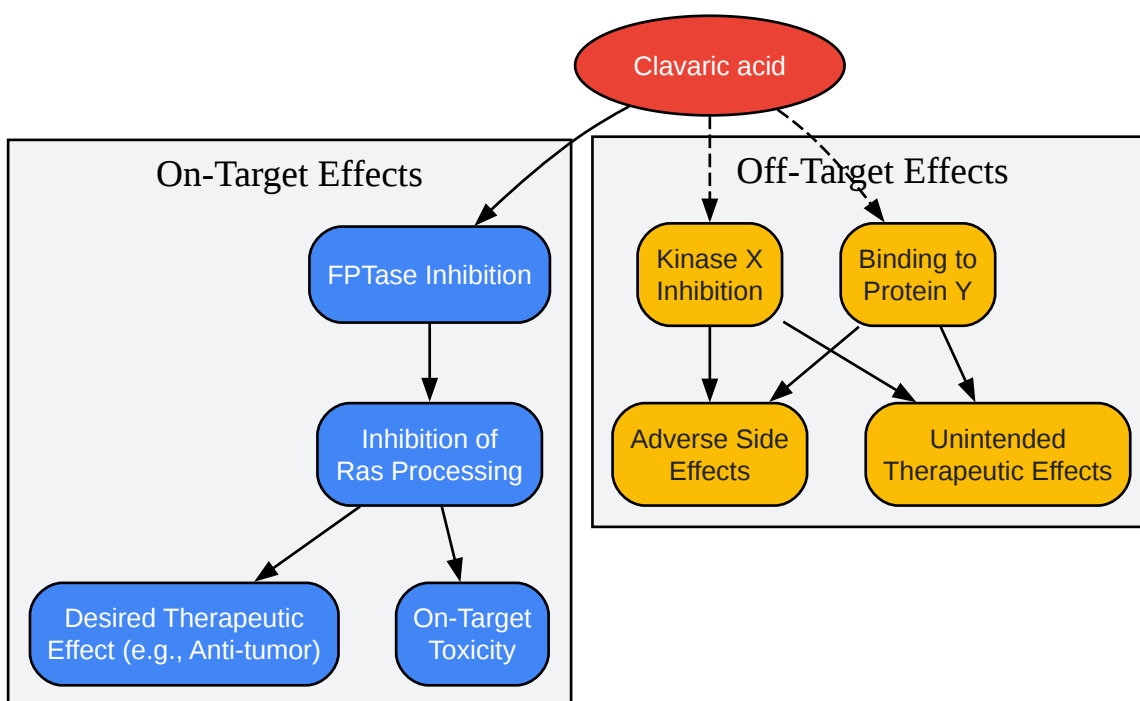 Clavaric acid
On-Target Effects
Off-Target Effects
FPTase Inhibition
Kinase X
Inhibition
Binding to
Protein Y
Inhibition of
Ras Processing
Adverse Side
Effects
Unintended
Therapeutic Effects
Desired Therapeutic
Effect (e.g., Anti-tumor)
On-Target
Toxicity